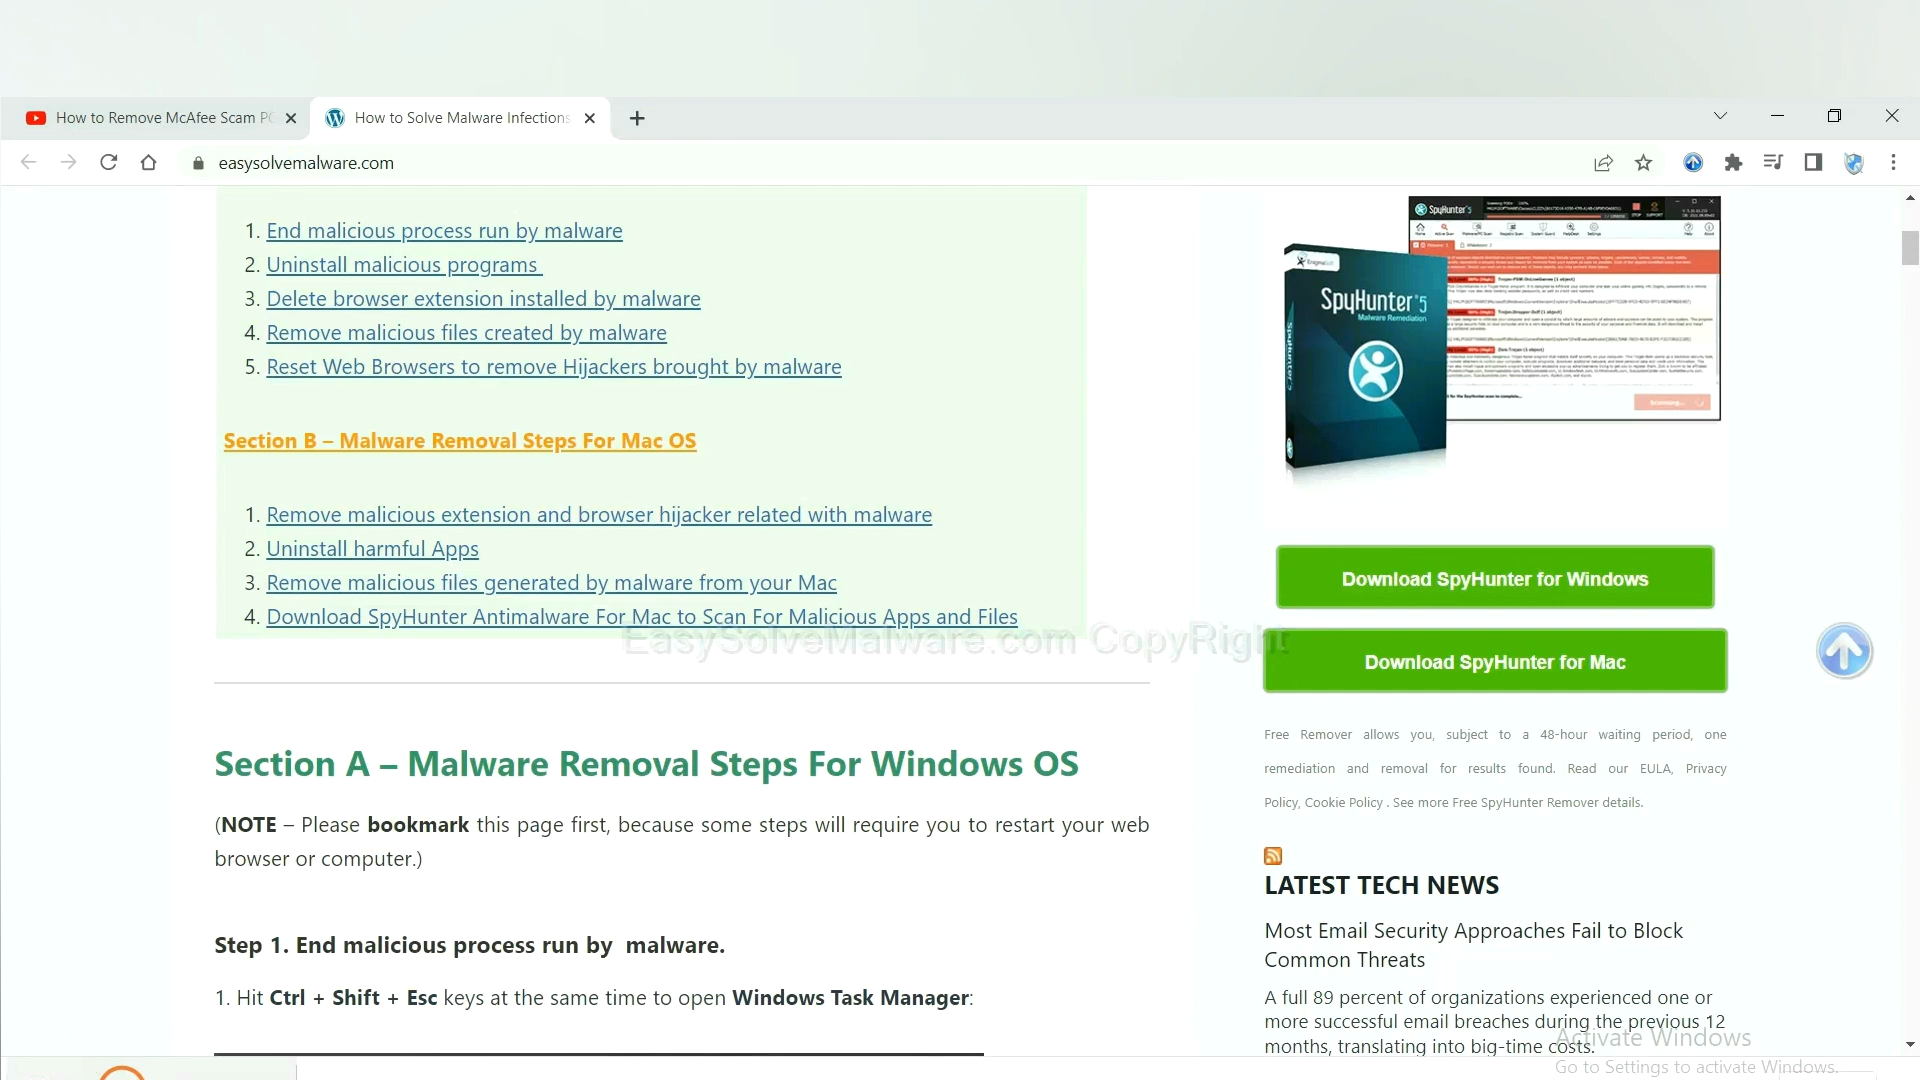 How to Remove McAfee Scam PC
How to Solve Malware Infections
easysolvemalware.com
1. End malicious process run by malware
2. Uninstall malicious programs
3. Delete browser extension installed by malware
4. Remove malicious files created by malware
5. Reset Web Browsers to remove Hijackers brought by malware
Section B – Malware Removal Steps For Mac OS
1. Remove malicious extension and browser hijacker related with malware
2. Uninstall harmful Apps
3. Remove malicious files generated by malware from your Mac
4. Download SpyHunter Antimalware For Mac to Scan For Malicious Apps and Files
EasySolveMalware.com CopyRight
Section A – Malware Removal Steps For Windows OS
(NOTE – Please bookmark this page first, because some steps will require you to restart your web
browser or computer.)
Step 1. End malicious process run by malware.
1. Hit Ctrl + Shift + Esc keys at the same time to open Windows Task Manager:
SpyHunter 5
EnigmaSoft
SpyHunter 5
Malware Remediation
Download SpyHunter for Windows
Download SpyHunter for Mac
Free Remover allows you, subject to a 48-hour waiting period, one
remediation and removal for results found. Read our EULA, Privacy
Policy, Cookie Policy . See more Free SpyHunter Remover details.
LATEST TECH NEWS
Most Email Security Approaches Fail to Block
Common Threats
A full 89 percent of organizations experienced one or
more successful email breaches during the previous 12
months, translating into big-time costs.
Activate Windows
Go to Settings to activate Windows.